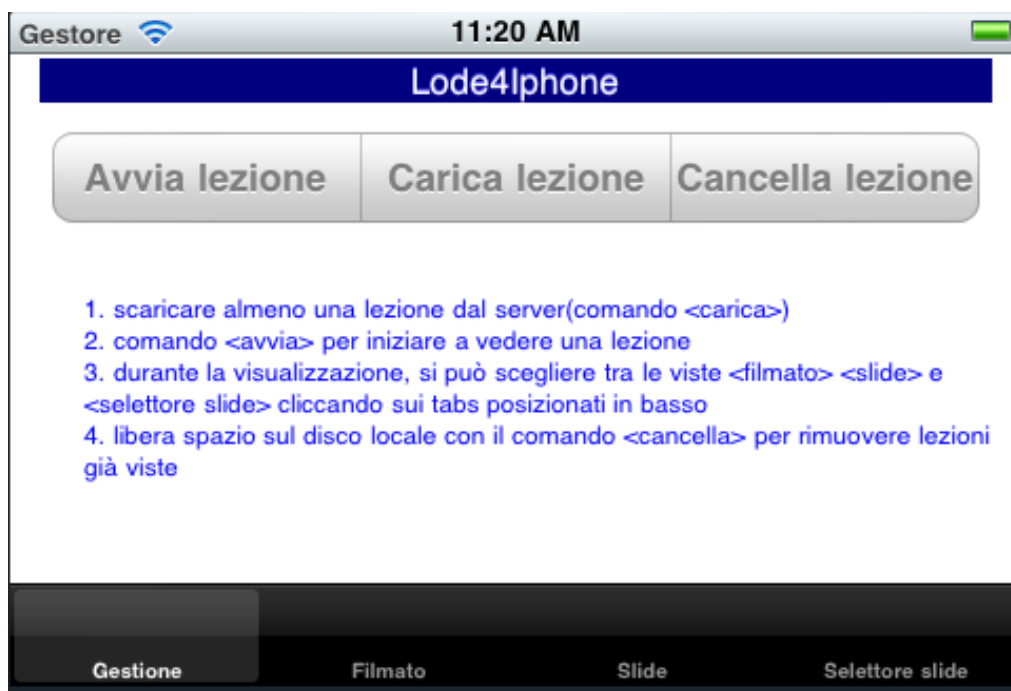 Gestore 11:20 AM
Lode4Iphone
Avvia lezione Carica lezione Cancella lezione
1. scaricare almeno una lezione dal server(comando <carica>)
2. comando <avvia> per iniziare a vedere una lezione
3. durante la visualizzazione, si può scegliere tra le viste <filmato> <slide> e
<selettore slide> cliccando sui tabs posizionati in basso
4. libera spazio sul disco locale con il comando <cancella> per rimuovere lezioni
già viste
Gestione Filmato Slide Selettore slide